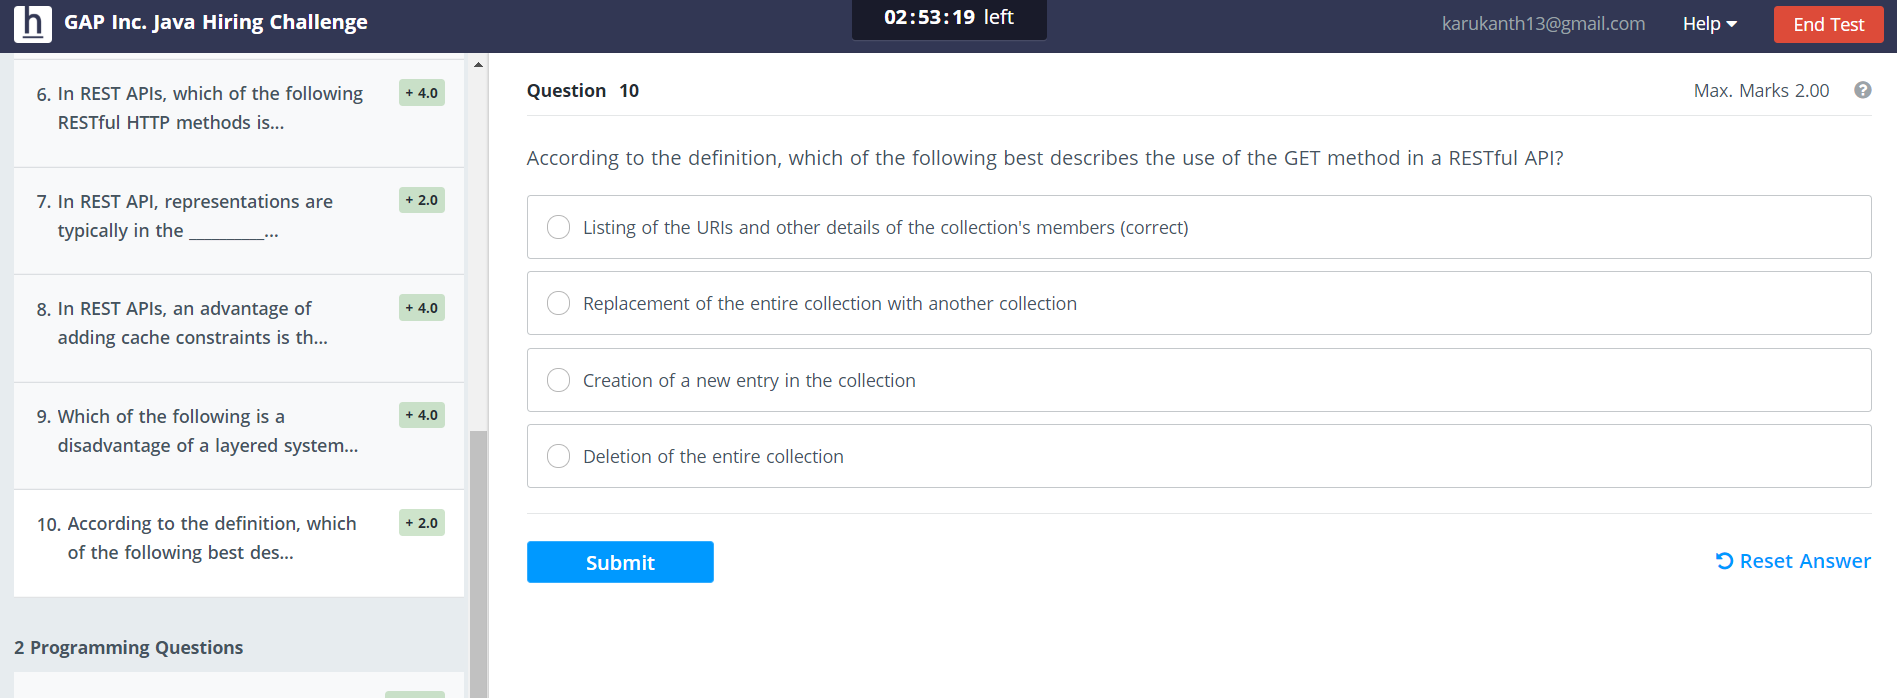 h GAP Inc. Java Hiring Challenge
02:53:19 left
karukanth13@gmail.com
Help
End Test
6. In REST APIs, which of the following + 4.0
RESTful HTTP methods is...
7. In REST API, representations are + 2.0
typically in the _________...
8. In REST APIs, an advantage of + 4.0
adding cache constraints is th...
9. Which of the following is a + 4.0
disadvantage of a layered system...
10. According to the definition, which + 2.0
of the following best des...
2 Programming Questions
Question 10
Max. Marks 2.00 ?
According to the definition, which of the following best describes the use of the GET method in a RESTful API?
Listing of the URIs and other details of the collection's members (correct)
Replacement of the entire collection with another collection
Creation of a new entry in the collection
Deletion of the entire collection
Submit
Reset Answer